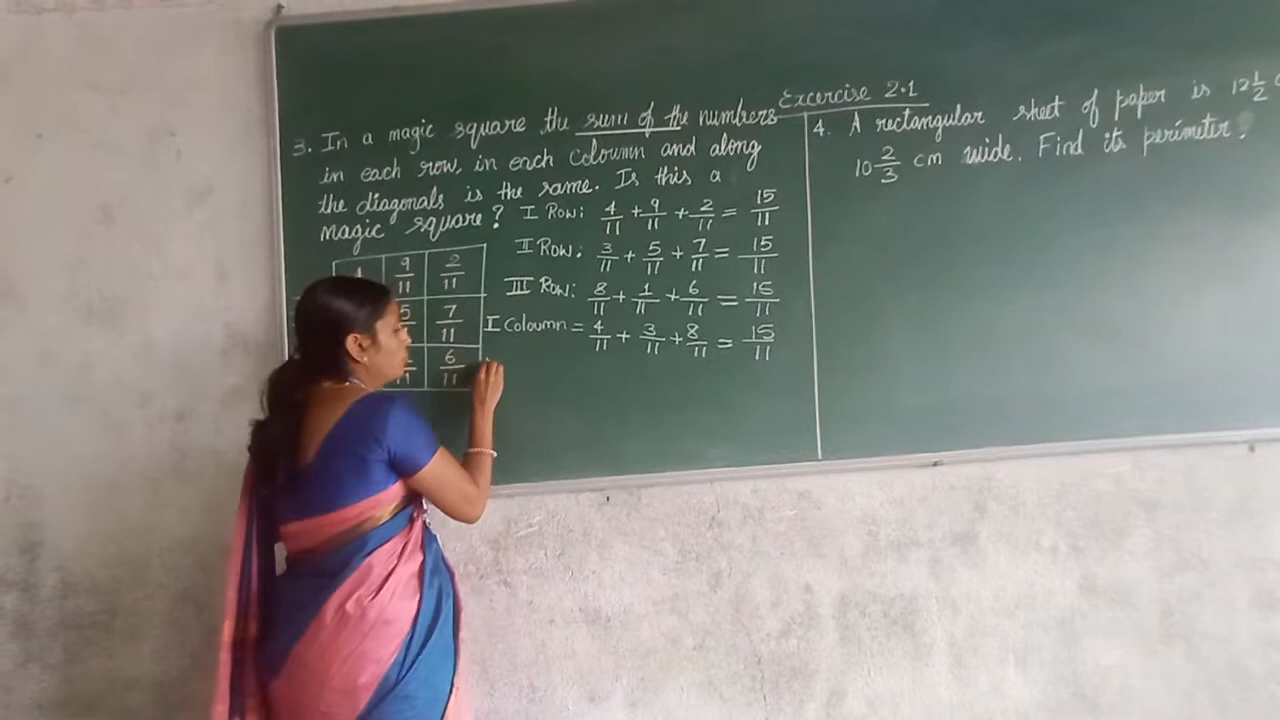 Excercise 2.1
3. In a magic square the sum of the numbers
in each row, in each coloumn and along
the diagonals is the same. Is this a
magic square?
I Row: 4/11 + 9/11 + 2/11 = 15/11
II Row: 3/11 + 5/11 + 7/11 = 15/11
III Row: 8/11 + 1/11 + 6/11 = 15/11
I Coloumn = 4/11 + 3/11 + 8/11 = 15/11
9/11 2/11
5/11 7/11
6/11
4. A rectangular sheet of paper is 12 1/2
10 2/3 cm wide. Find its perimeter.